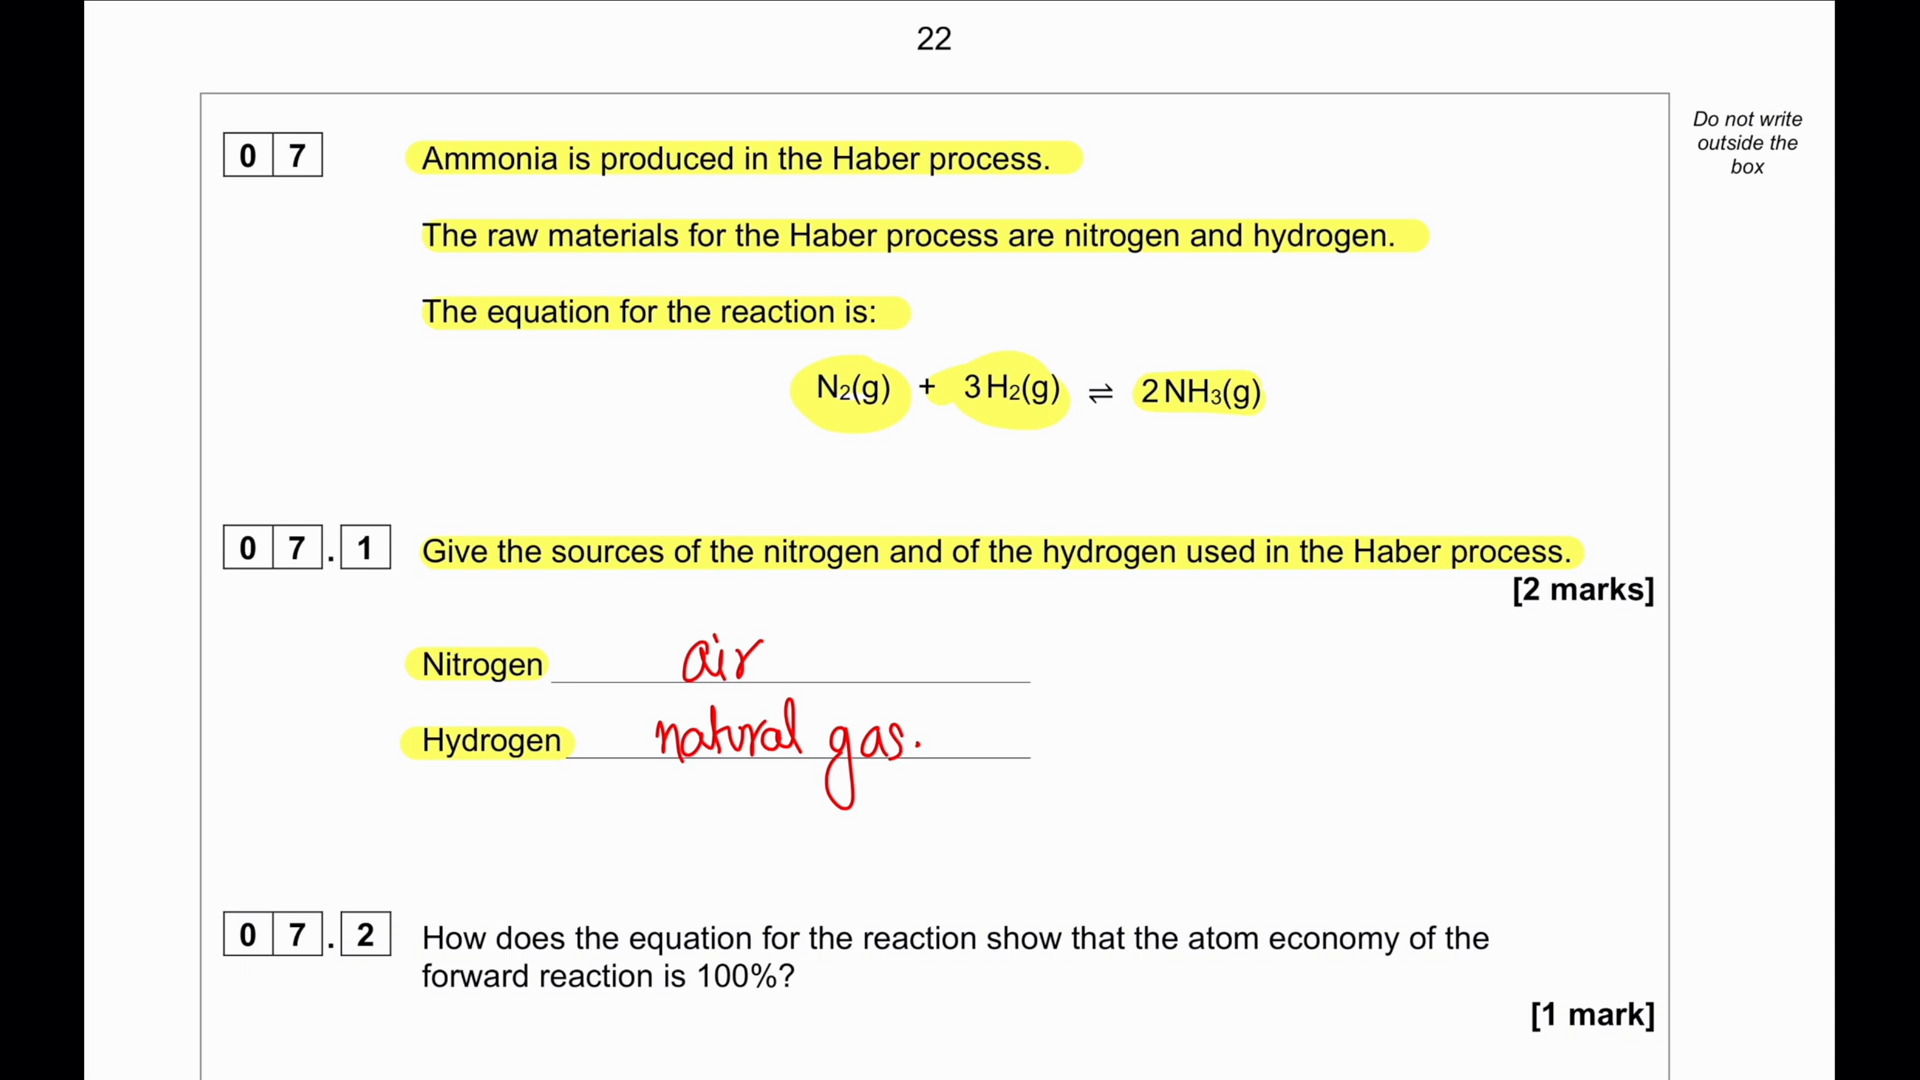 22
Do not write
outside the
box
0 7 Ammonia is produced in the Haber process.
The raw materials for the Haber process are nitrogen and hydrogen.
The equation for the reaction is:
N₂(g) + 3H₂(g) ⇌ 2NH₃(g)
0 7 . 1 Give the sources of the nitrogen and of the hydrogen used in the Haber process.
[2 marks]
Nitrogen air
Hydrogen natural gas.
0 7 . 2 How does the equation for the reaction show that the atom economy of the
forward reaction is 100%?
[1 mark]